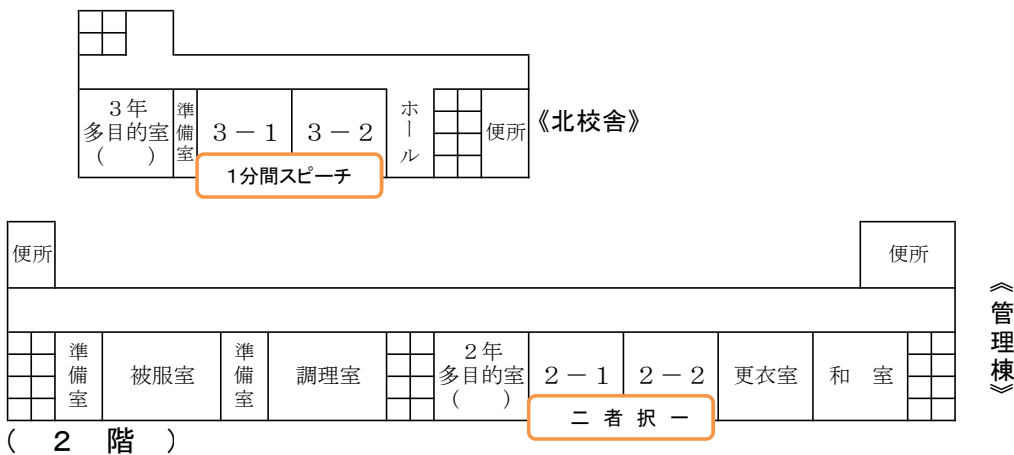 ３年
多目的室
（　　）
準備室
３－１
３－２
ホール
便所
《北校舎》
１分間スピーチ
便所
便所
《管理棟》
準備室
被服室
準備室
調理室
２年
多目的室
（　　）
２－１
２－２
更衣室
和　室
二者択一
（　２　階　）